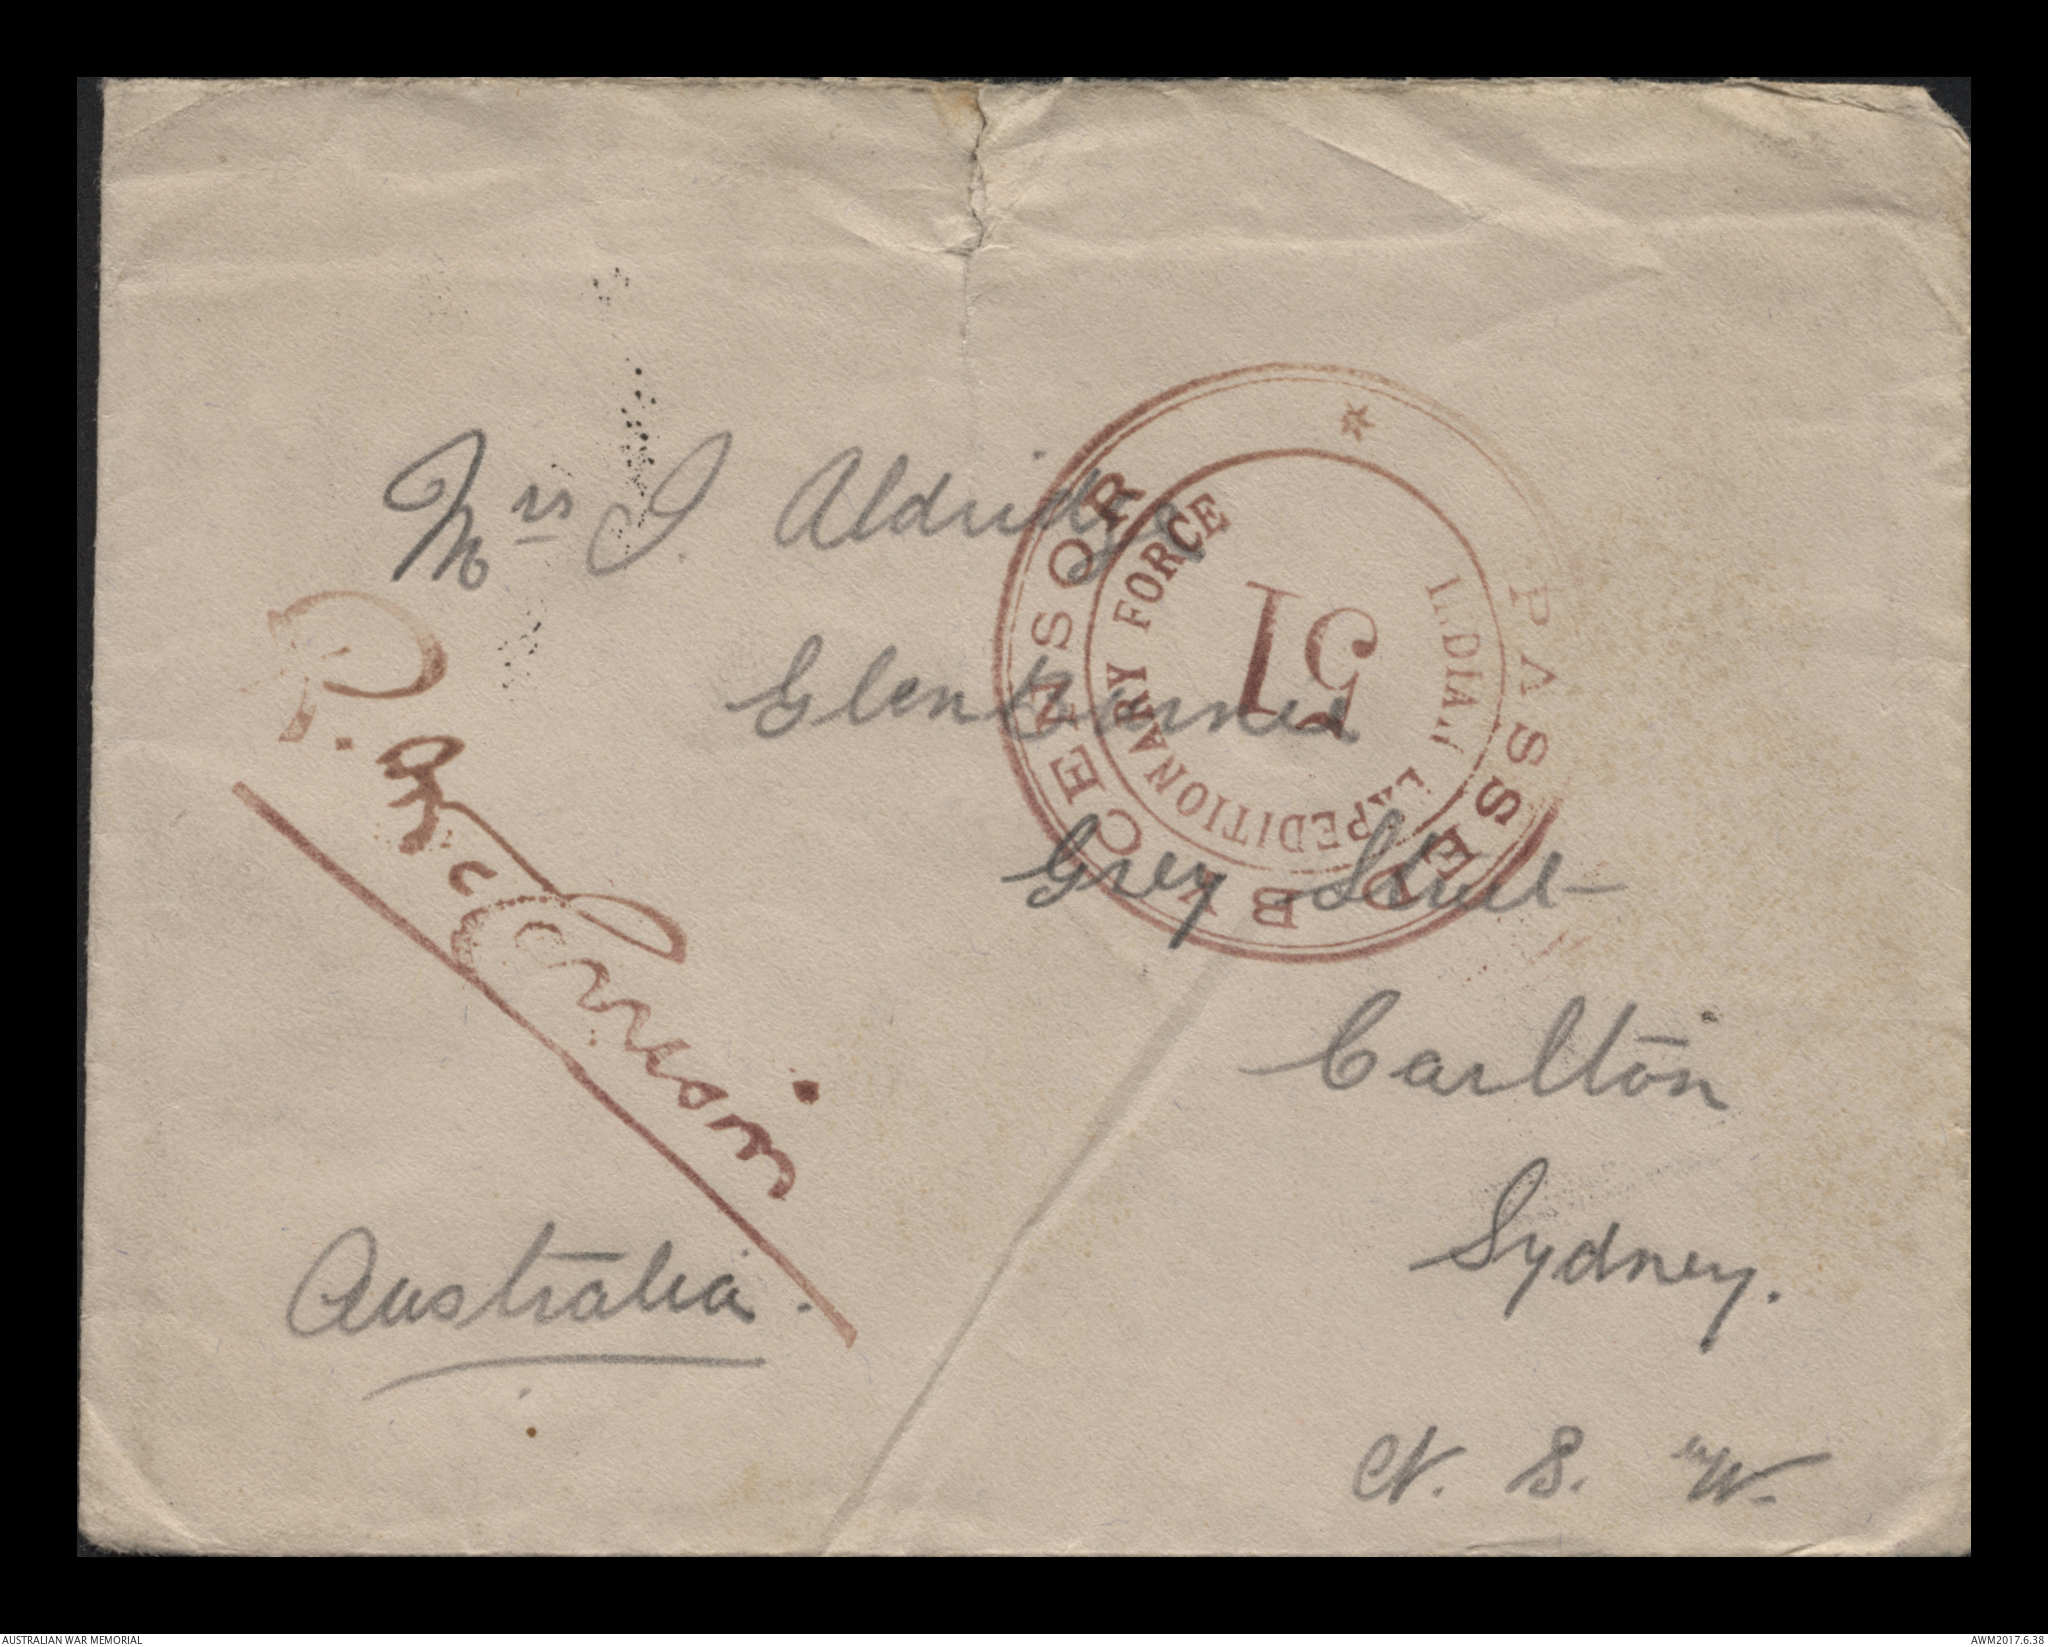 Mrs I. Aldridge
Glenburnie
Grey Street
Carlton
Sydney.
N. S. W.
Australia.
PASSED BY CENSOR
INDIAN EXPEDITIONARY FORCE
51
AUSTRALIAN WAR MEMORIAL
AWM2017.6.38